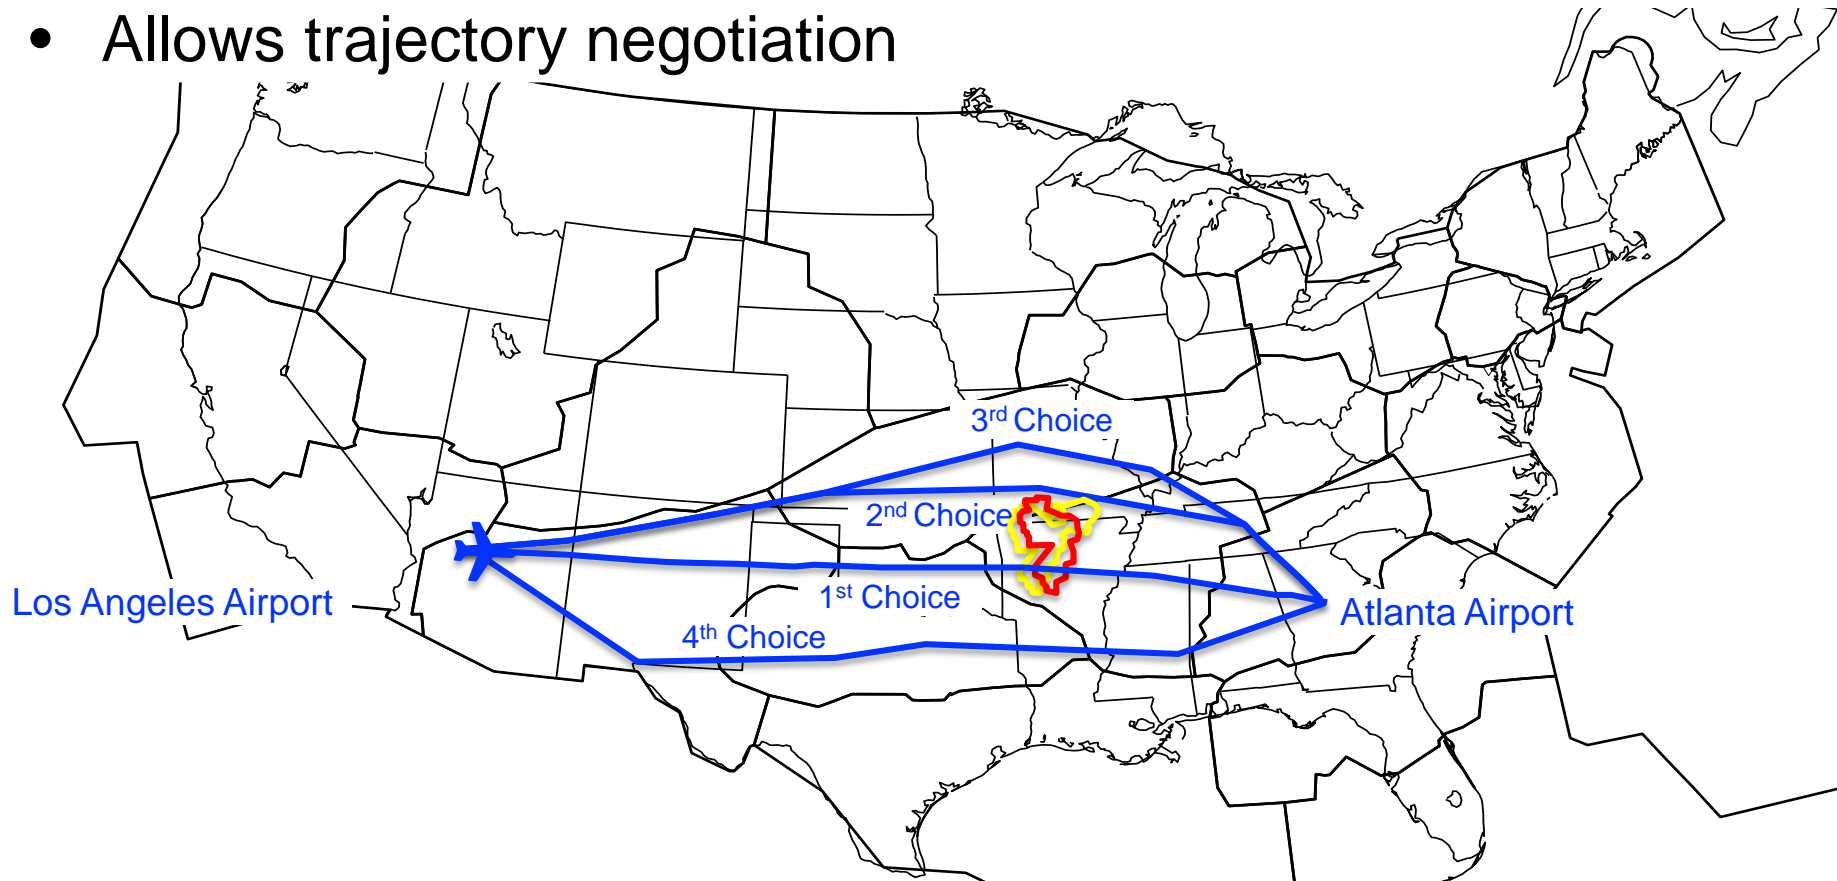 • Allows trajectory negotiation
3rd Choice
2nd Choice
1st Choice
Los Angeles Airport
Atlanta Airport
4th Choice